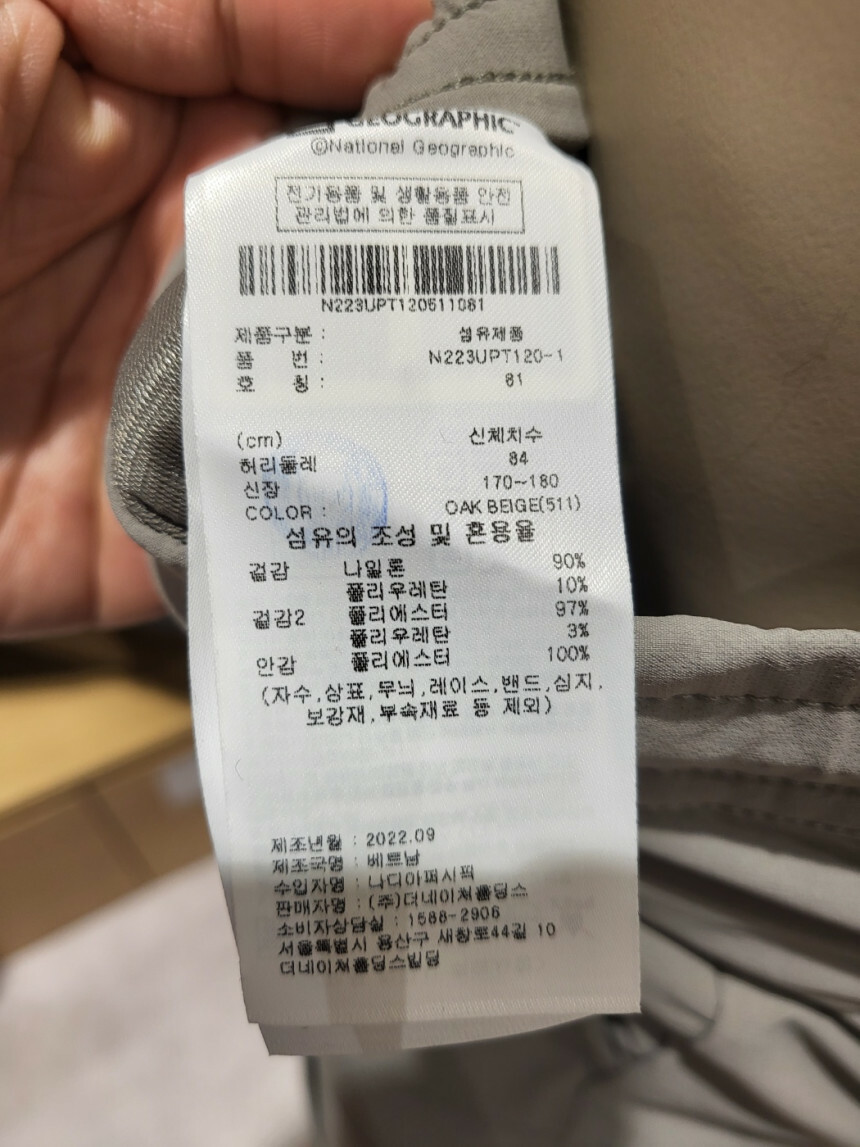 GEOGRAPHIC
©National Geographic
전기용품 및 생활용품 안전
관리법에 의한 품질표시
N223UPT120511081
제품구분 : 섬유제품
품 번 : N223UPT120-1
호 칭 : 81
(cm) 신체치수
허리둘레 84
신장 170~180
COLOR : OAK BEIGE(511)
섬유의 조성 및 혼용율
겉감 나일론 90%
폴리우레탄 10%
겉감2 폴리에스터 97%
폴리우레탄 3%
안감 폴리에스터 100%
(자수,상표,무늬,레이스,밴드,심지,
보강재,부속재료 등 제외)
제조년월 : 2022.09
제조국명 : 베트남
수입자명 : 나디아퍼시픽
판매자명 : (주)더네이쳐홀딩스
소비자상담실 : 1588-2906
서울특별시 용산구 새창로44길 10
더네이쳐홀딩스빌딩